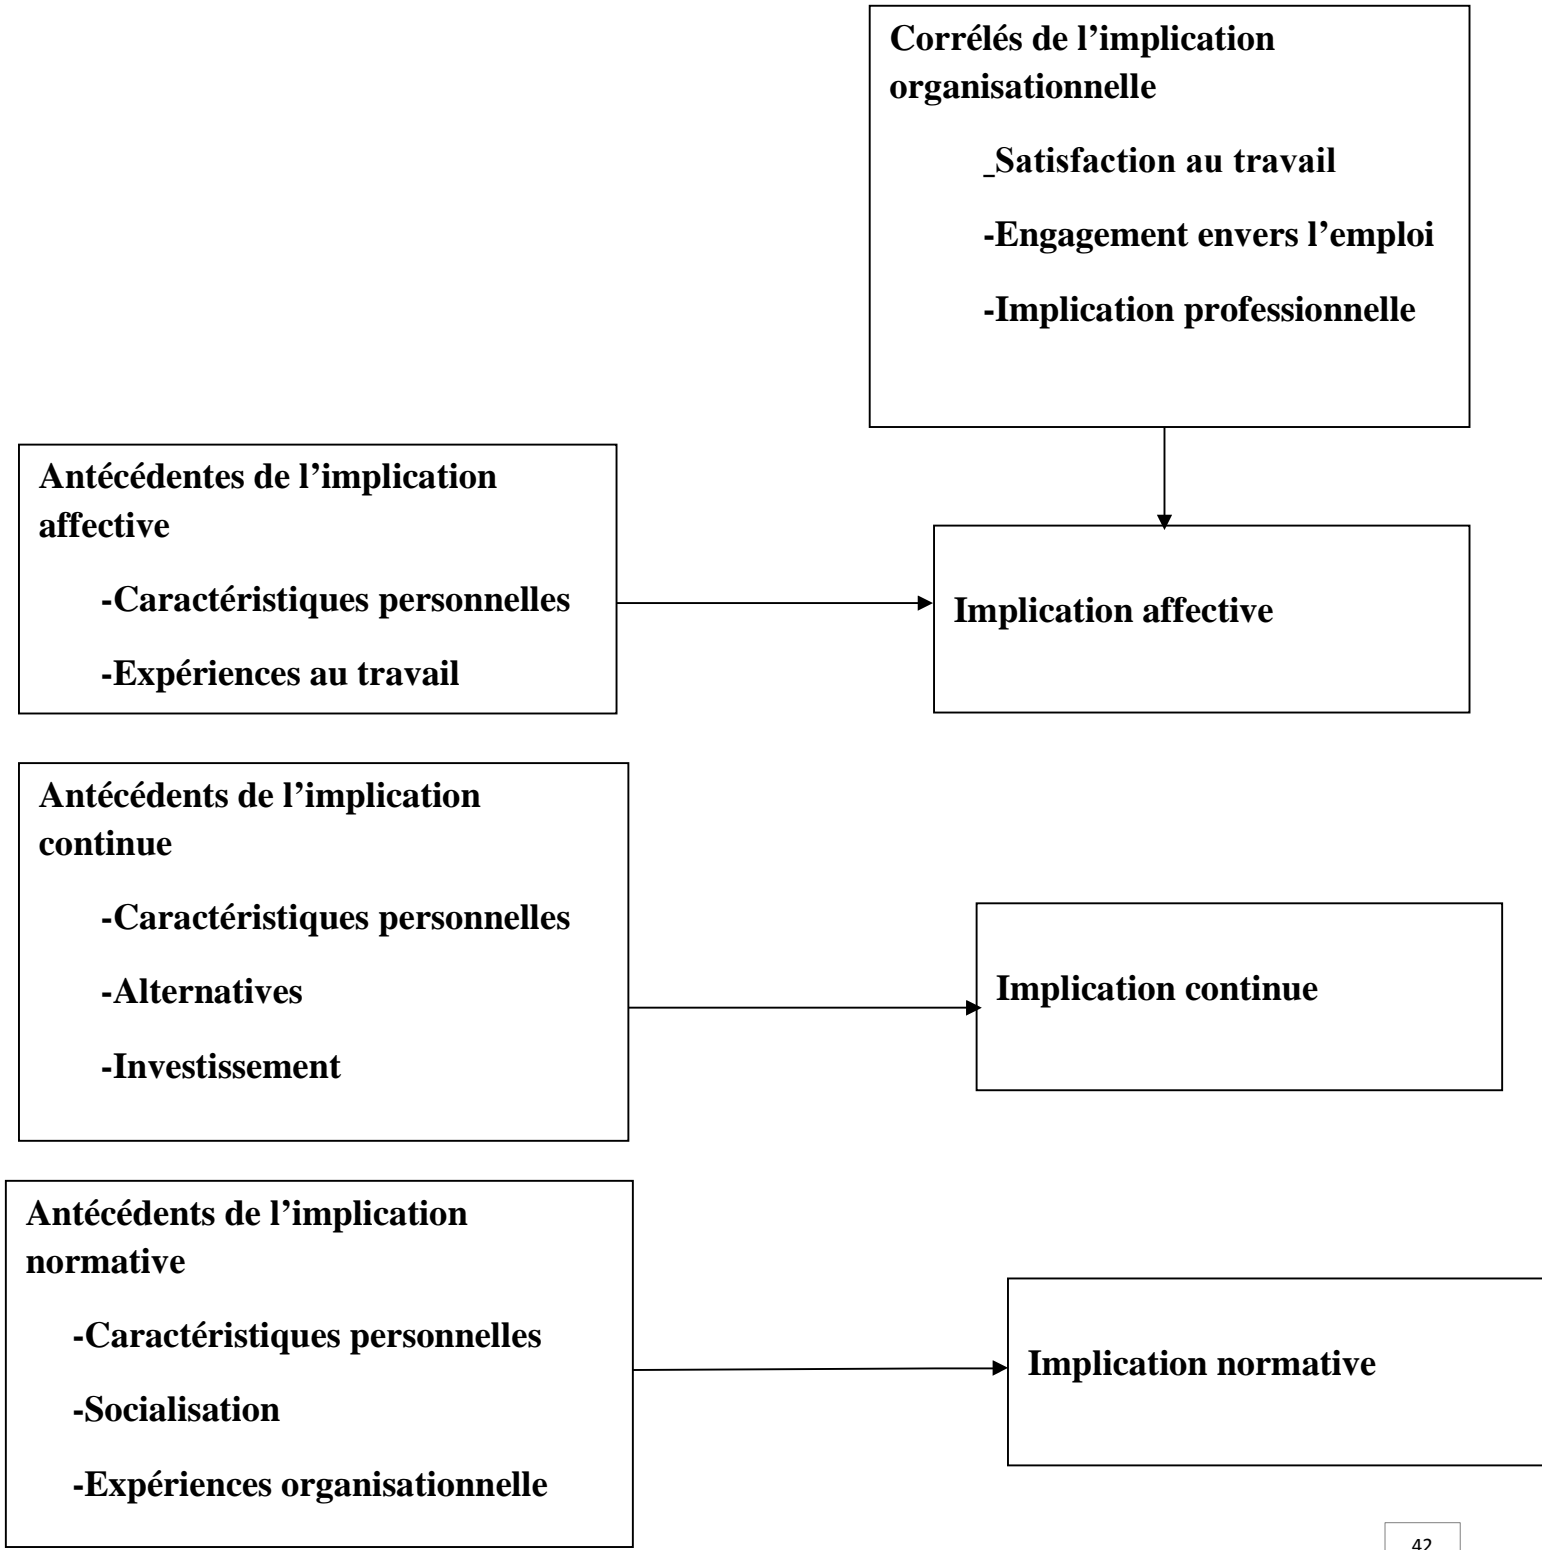 Corrélés de l’implication
organisationnelle
_Satisfaction au travail
-Engagement envers l’emploi
-Implication professionnelle
Antécédentes de l’implication
affective
-Caractéristiques personnelles
-Expériences au travail
Implication affective
Antécédents de l’implication
continue
-Caractéristiques personnelles
-Alternatives
-Investissement
Implication continue
Antécédents de l’implication
normative
-Caractéristiques personnelles
-Socialisation
-Expériences organisationnelle
Implication normative
42